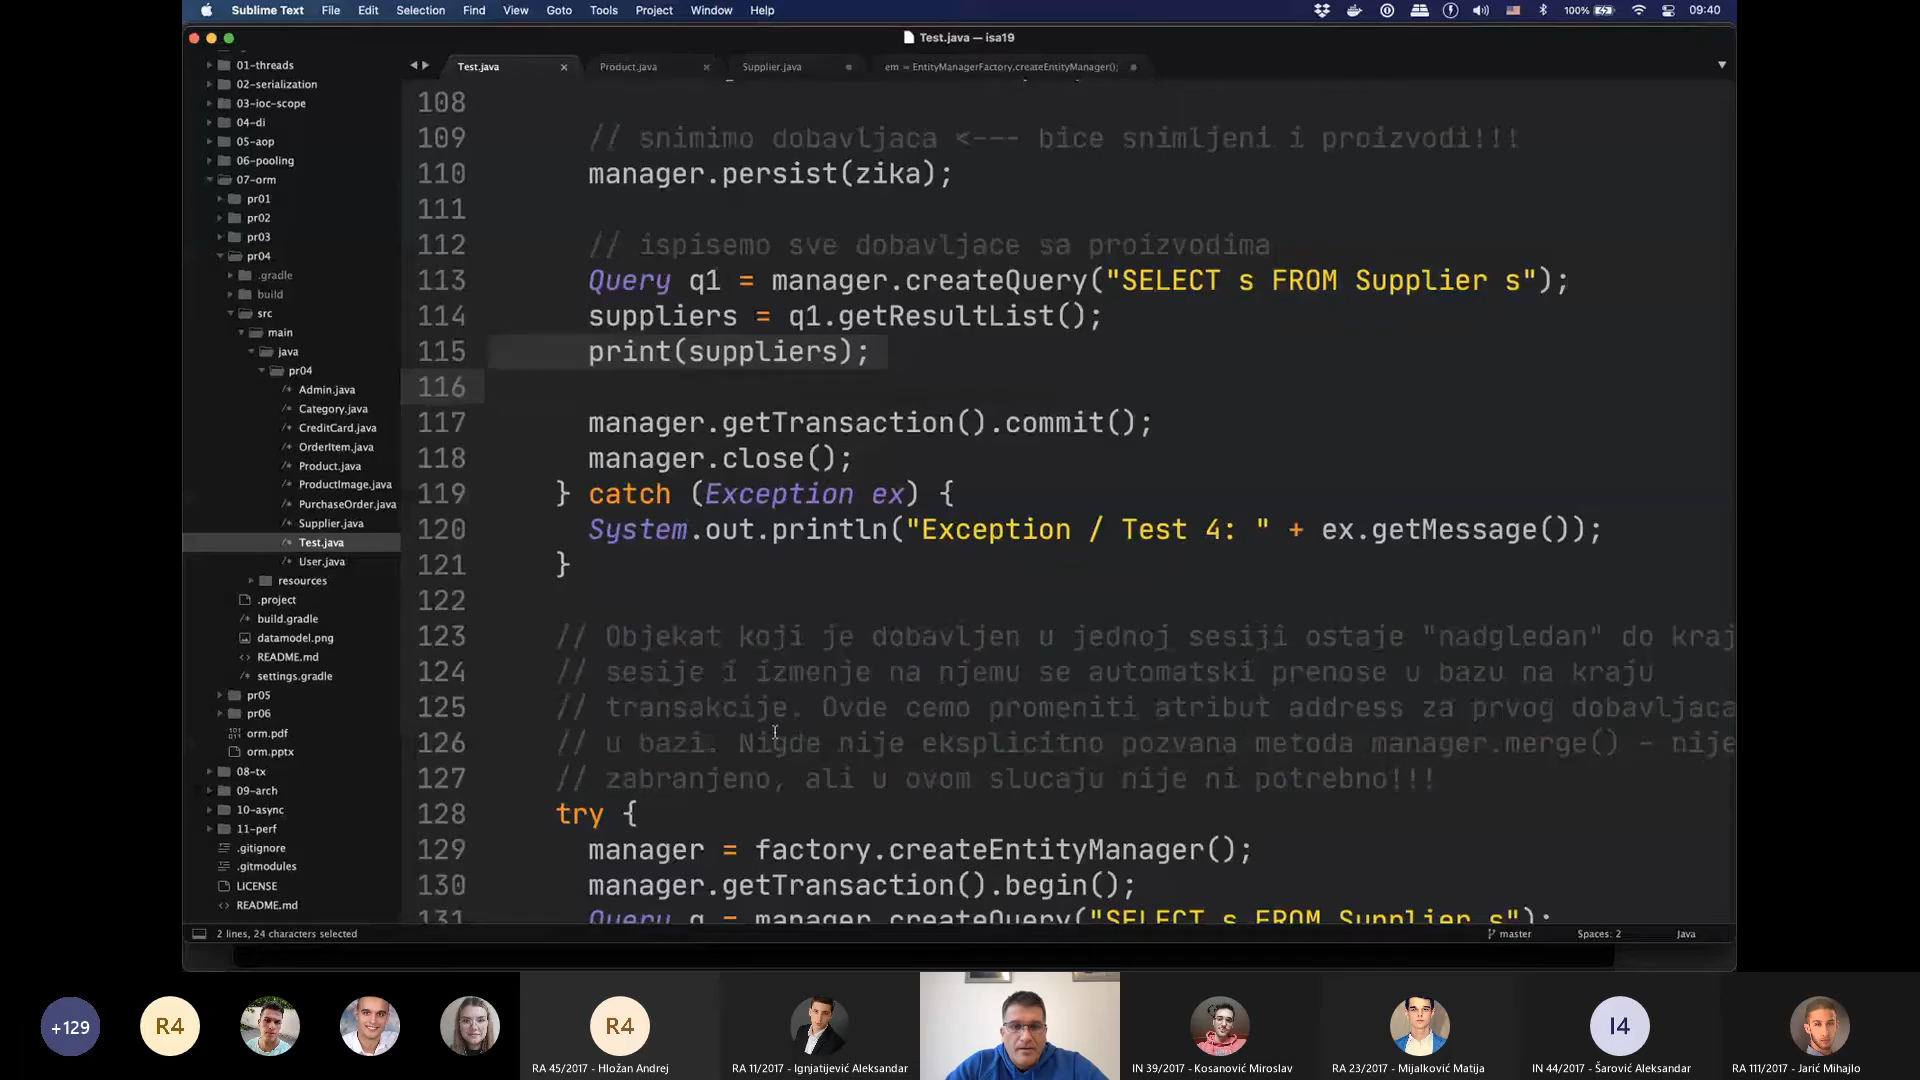 Sublime Text File Edit Selection Find View Goto Tools Project Window Help 100% 09:40
Test.java — isa19
01-threads
02-serialization
03-ioc-scope
04-di
05-aop
06-pooling
07-orm
pr01
pr02
pr03
pr04
.gradle
build
src
main
java
pr04
Admin.java
Category.java
CreditCard.java
OrderItem.java
Product.java
ProductImage.java
PurchaseOrder.java
Supplier.java
Test.java
User.java
resources
.project
build.gradle
datamodel.png
README.md
settings.gradle
pr05
pr06
orm.pdf
orm.pptx
08-tx
09-arch
10-async
11-perf
.gitignore
.gitmodules
LICENSE
README.md
Test.java Product.java Supplier.java em = EntityManagerFactory.createEntityManager();
108
109 // snimimo dobavljaca <--- bice snimljeni i proizvodi!!!
110 manager.persist(zika);
111
112 // ispisemo sve dobavljace sa proizvodima
113 Query q1 = manager.createQuery("SELECT s FROM Supplier s");
114 suppliers = q1.getResultList();
115 print(suppliers);
116
117 manager.getTransaction().commit();
118 manager.close();
119 } catch (Exception ex) {
120 System.out.println("Exception / Test 4: " + ex.getMessage());
121 }
122
123 // Objekat koji je dobavljen u jednoj sesiji ostaje "nadgledan" do kraj
124 // sesije i izmenje na njemu se automatski prenose u bazu na kraju
125 // transakcije. Ovde cemo promeniti atribut address za prvog dobavljaca
126 // u bazi. Nigde nije eksplicitno pozvana metoda manager.merge() - nije
127 // zabranjeno, ali u ovom slucaju nije ni potrebno!!!
128 try {
129 manager = factory.createEntityManager();
130 manager.getTransaction().begin();
131 Query q = manager.createQuery("SELECT s FROM Supplier s");
2 lines, 24 characters selected master Spaces: 2 Java
+129 R4 R4 I4
RA 45/2017 - Hložan Andrej RA 11/2017 - Ignjatijević Aleksandar IN 39/2017 - Kosanović Miroslav RA 23/2017 - Mijalković Matija IN 44/2017 - Šarović Aleksandar RA 111/2017 - Jarić Mihajlo